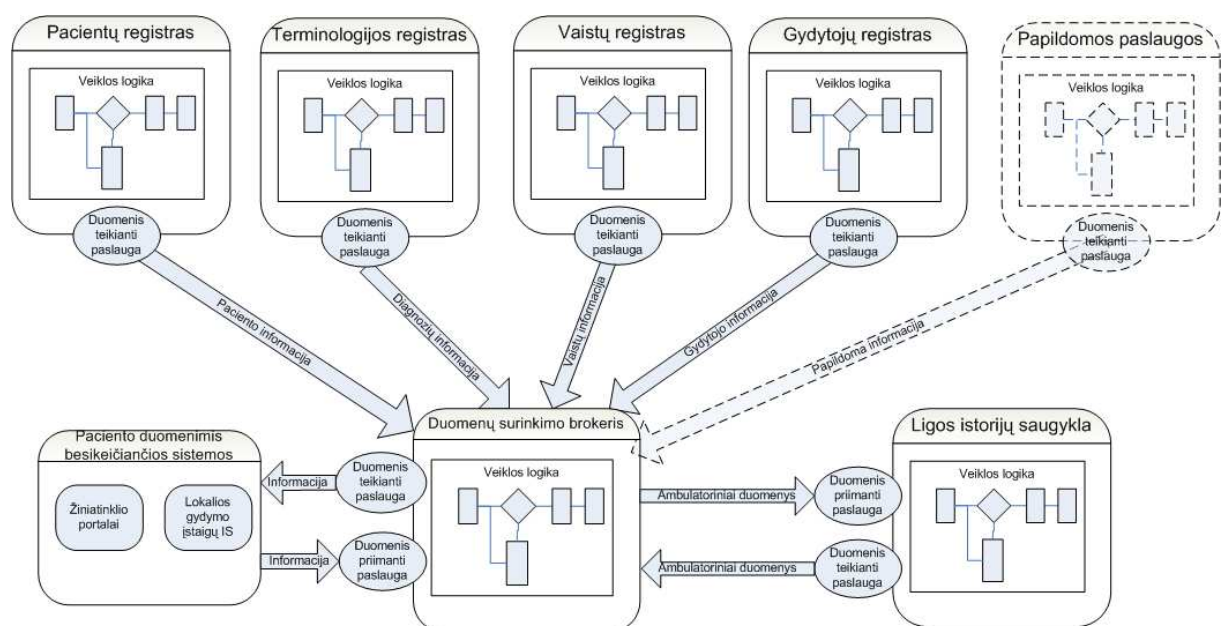 Pacientų registras
Terminologijos registras
Vaistų registras
Gydytojų registras
Papildomos paslaugos
Veiklos logika
Veiklos logika
Veiklos logika
Veiklos logika
Veiklos logika
Duomenis
teikianti
paslauga
Duomenis
teikianti
paslauga
Duomenis
teikianti
paslauga
Duomenis
teikianti
paslauga
Duomenis
teikianti
paslauga
Paciento informacija
Diagnozių informacija
Vaistų informacija
Gydytojo informacija
Papildoma informacija
Paciento duomenimis
besikeičiančios sistemos
Žiniatinklio
portalai
Lokalios
gydymo
įstaigų IS
Informacija
Informacija
Duomenis
teikianti
paslauga
Duomenis
priimanti
paslauga
Duomenų surinkimo brokeris
Veiklos logika
Ambulatoriniai duomenys
Ambulatoriniai duomenys
Duomenis
priimanti
paslauga
Duomenis
teikianti
paslauga
Ligos istorijų saugykla
Veiklos logika